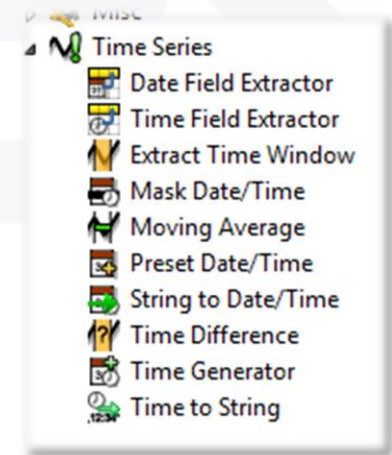 Misc
Time Series
Date Field Extractor
Time Field Extractor
Extract Time Window
Mask Date/Time
Moving Average
Preset Date/Time
String to Date/Time
Time Difference
Time Generator
Time to String